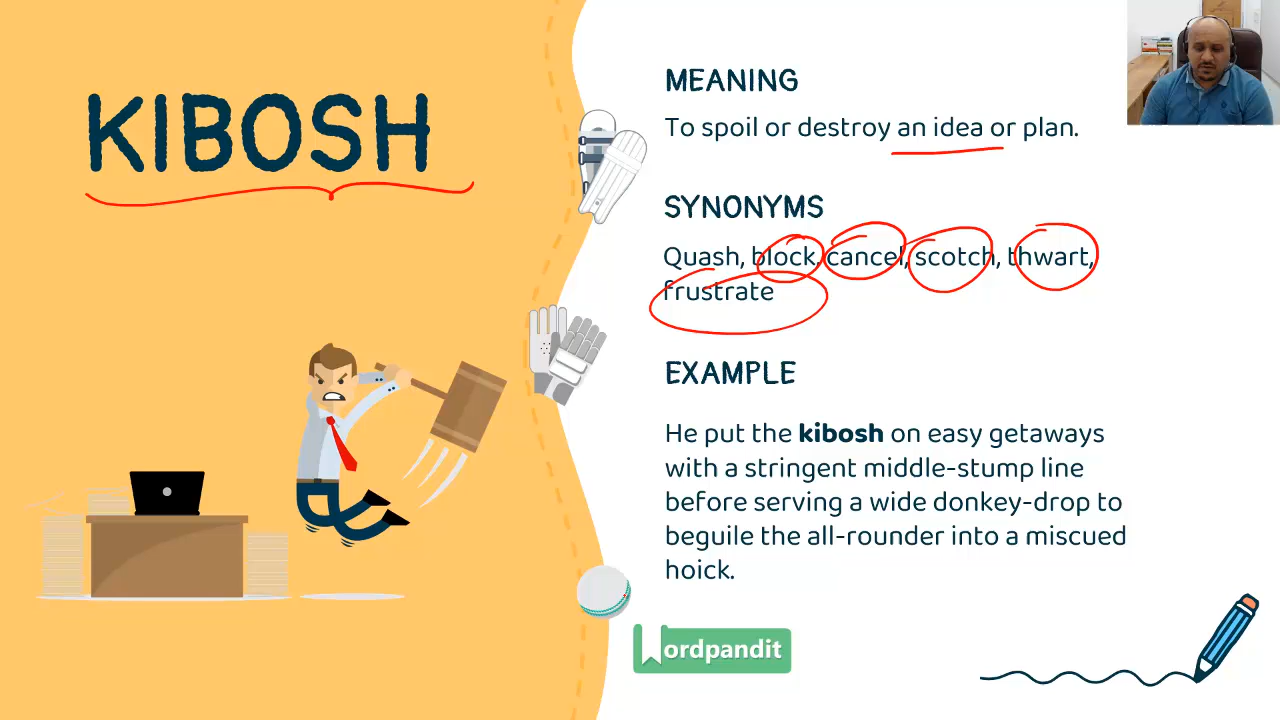 KIBOSH
MEANING
To spoil or destroy an idea or plan.
SYNONYMS
Quash, block, cancel, scotch, thwart,
frustrate
EXAMPLE
He put the kibosh on easy getaways
with a stringent middle-stump line
before serving a wide donkey-drop to
beguile the all-rounder into a miscued
hoick.
Wordpandit